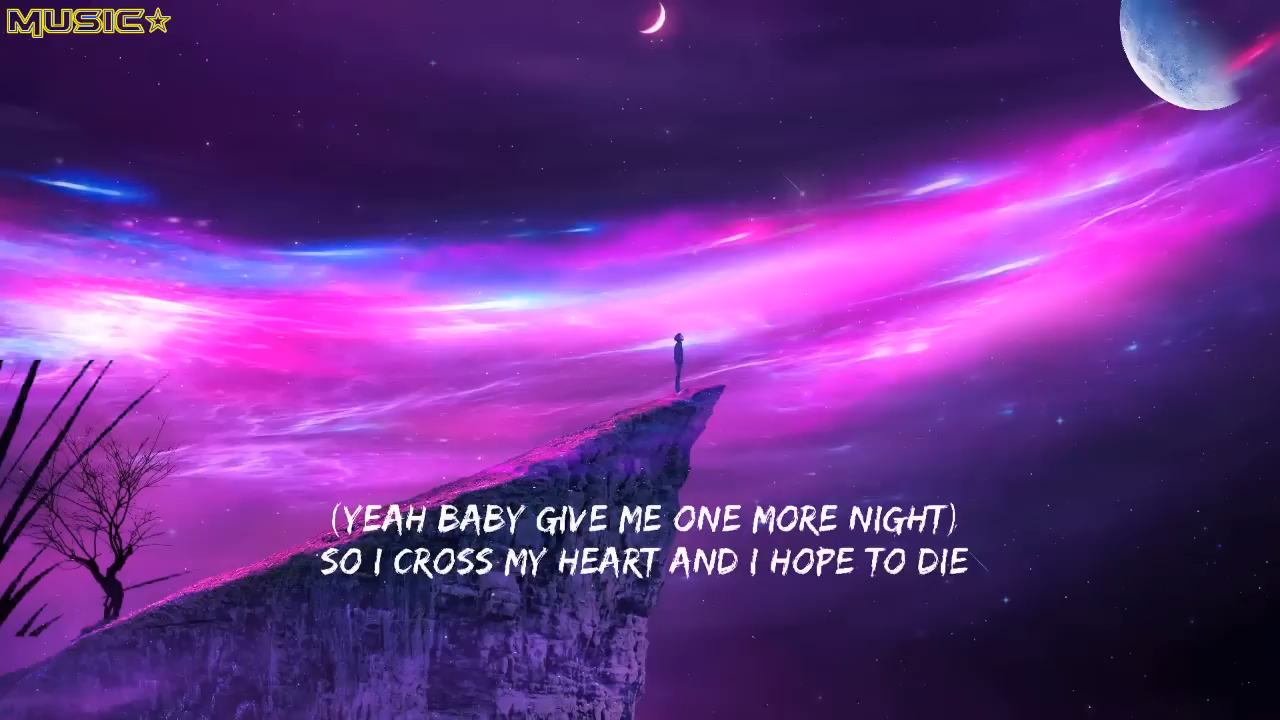 MUSIC☆
(YEAH BABY GIVE ME ONE MORE NIGHT)
SO I CROSS MY HEART AND I HOPE TO DIE